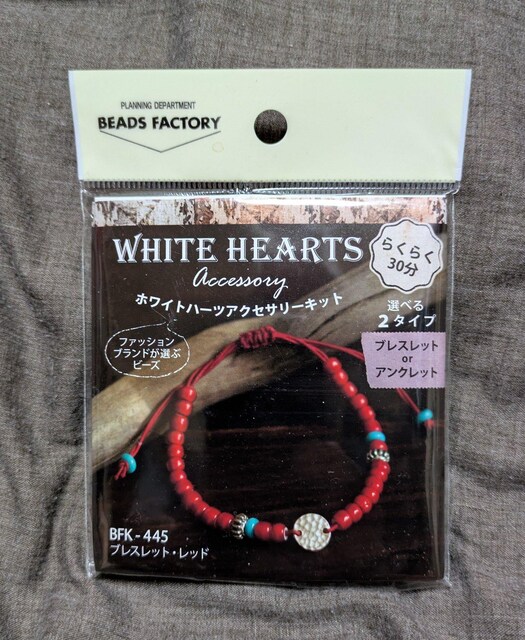 PLANNING DEPARTMENT
BEADS FACTORY
WHITE HEARTS
Accessory
ホワイトハーツアクセサリーキット
らくらく
30分
選べる
2タイプ
ブレスレット
or
アンクレット
ファッション
ブランドが選ぶ
ビーズ
BFK-445
ブレスレット・レッド